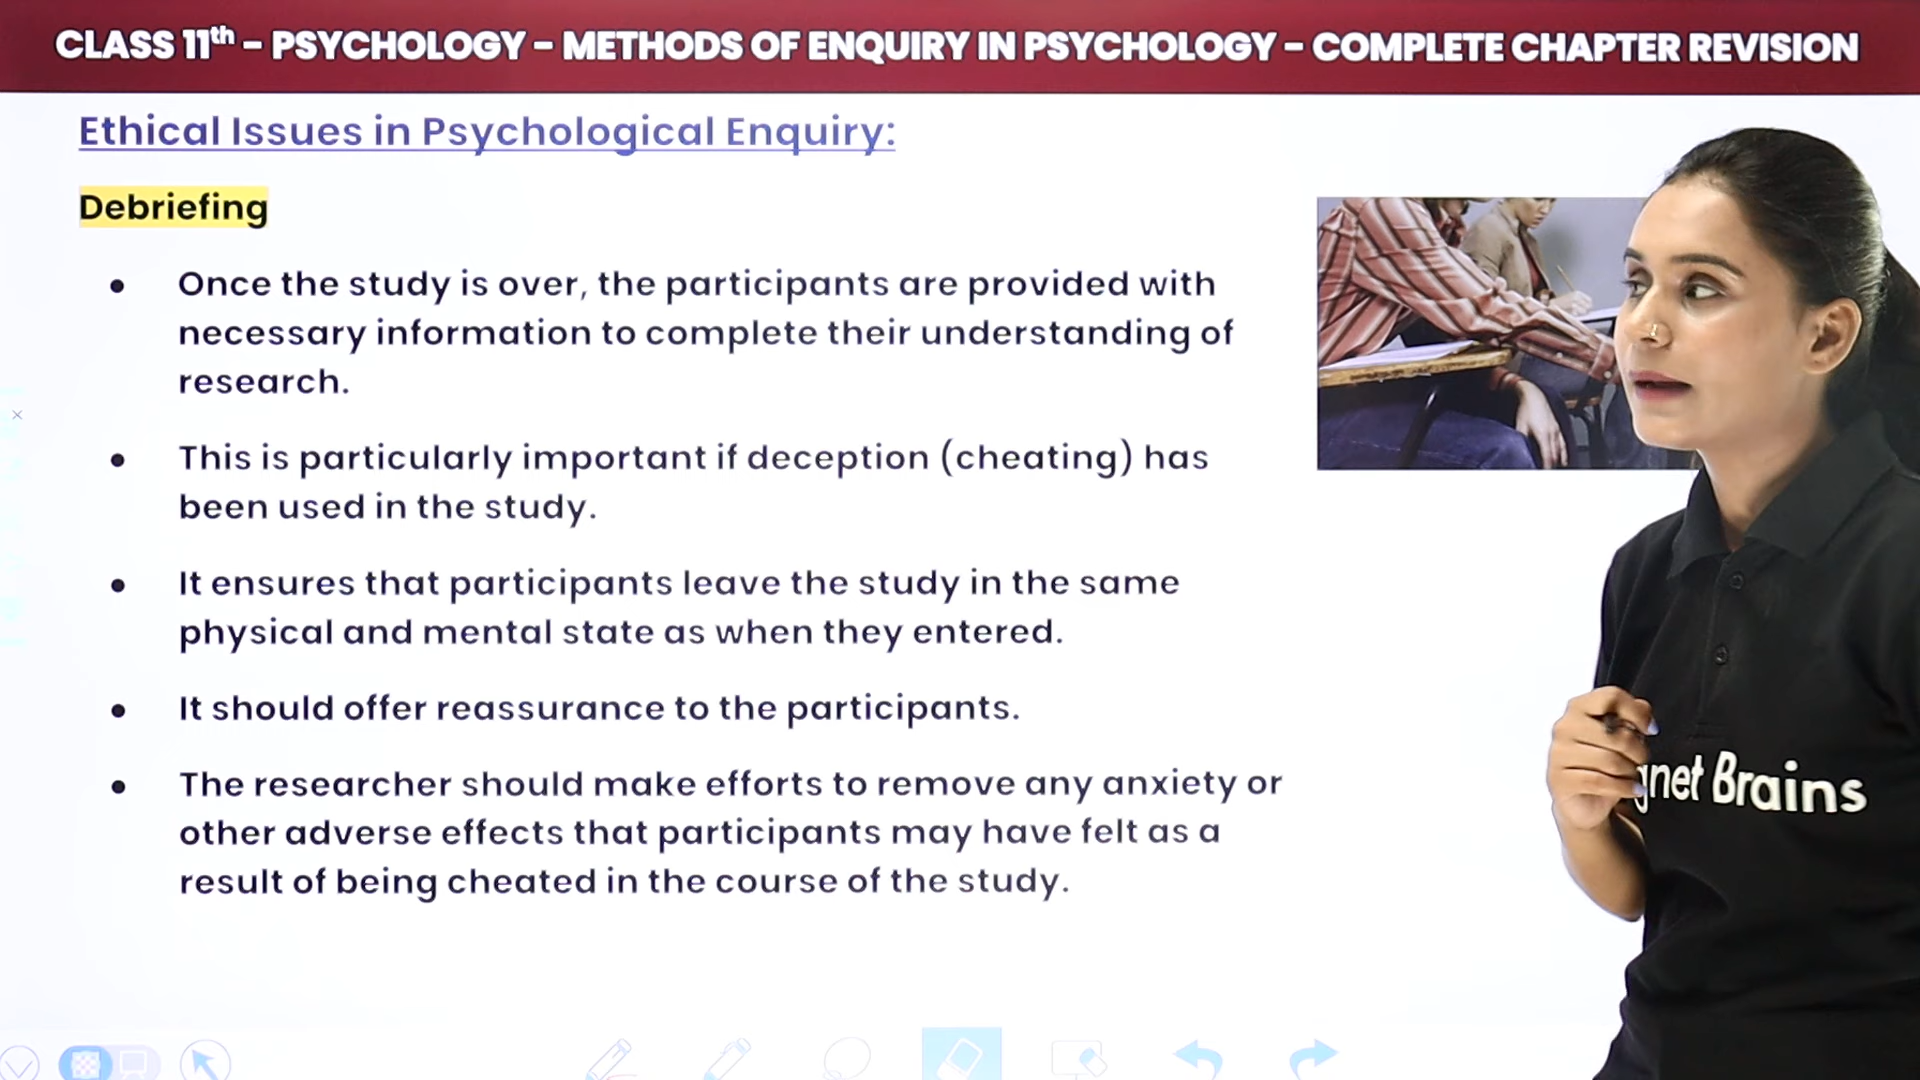 CLASS 11th - PSYCHOLOGY - METHODS OF ENQUIRY IN PSYCHOLOGY - COMPLETE CHAPTER REVISION
Ethical Issues in Psychological Enquiry:
Debriefing
• Once the study is over, the participants are provided with
necessary information to complete their understanding of
research.
• This is particularly important if deception (cheating) has
been used in the study.
• It ensures that participants leave the study in the same
physical and mental state as when they entered.
• It should offer reassurance to the participants.
• The researcher should make efforts to remove any anxiety or
other adverse effects that participants may have felt as a
result of being cheated in the course of the study.
gnet Brains